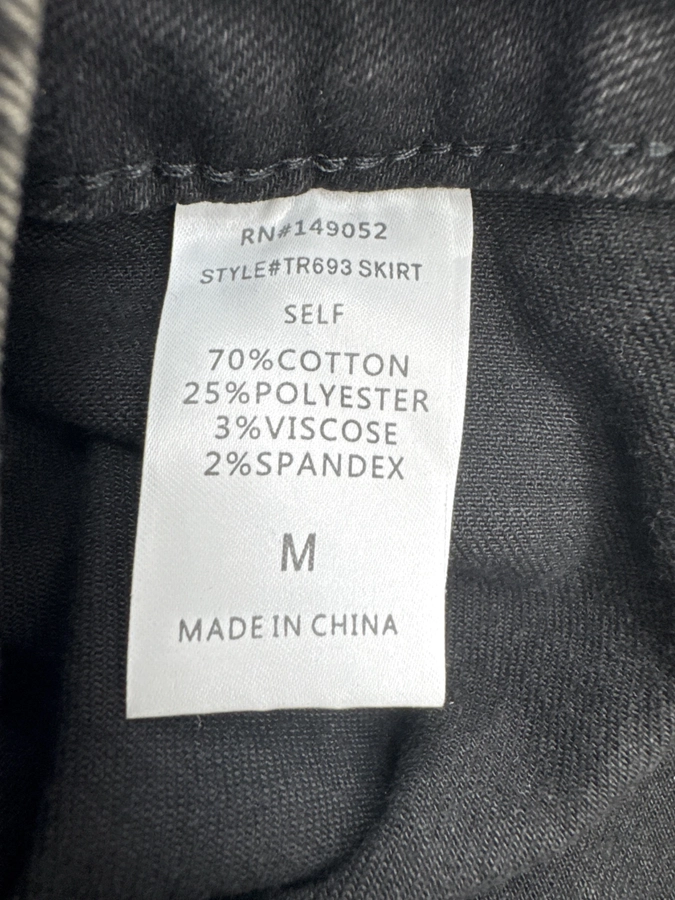 RN#149052
STYLE#TR693 SKIRT
SELF
70%COTTON
25%POLYESTER
3%VISCOSE
2%SPANDEX
M
MADE IN CHINA